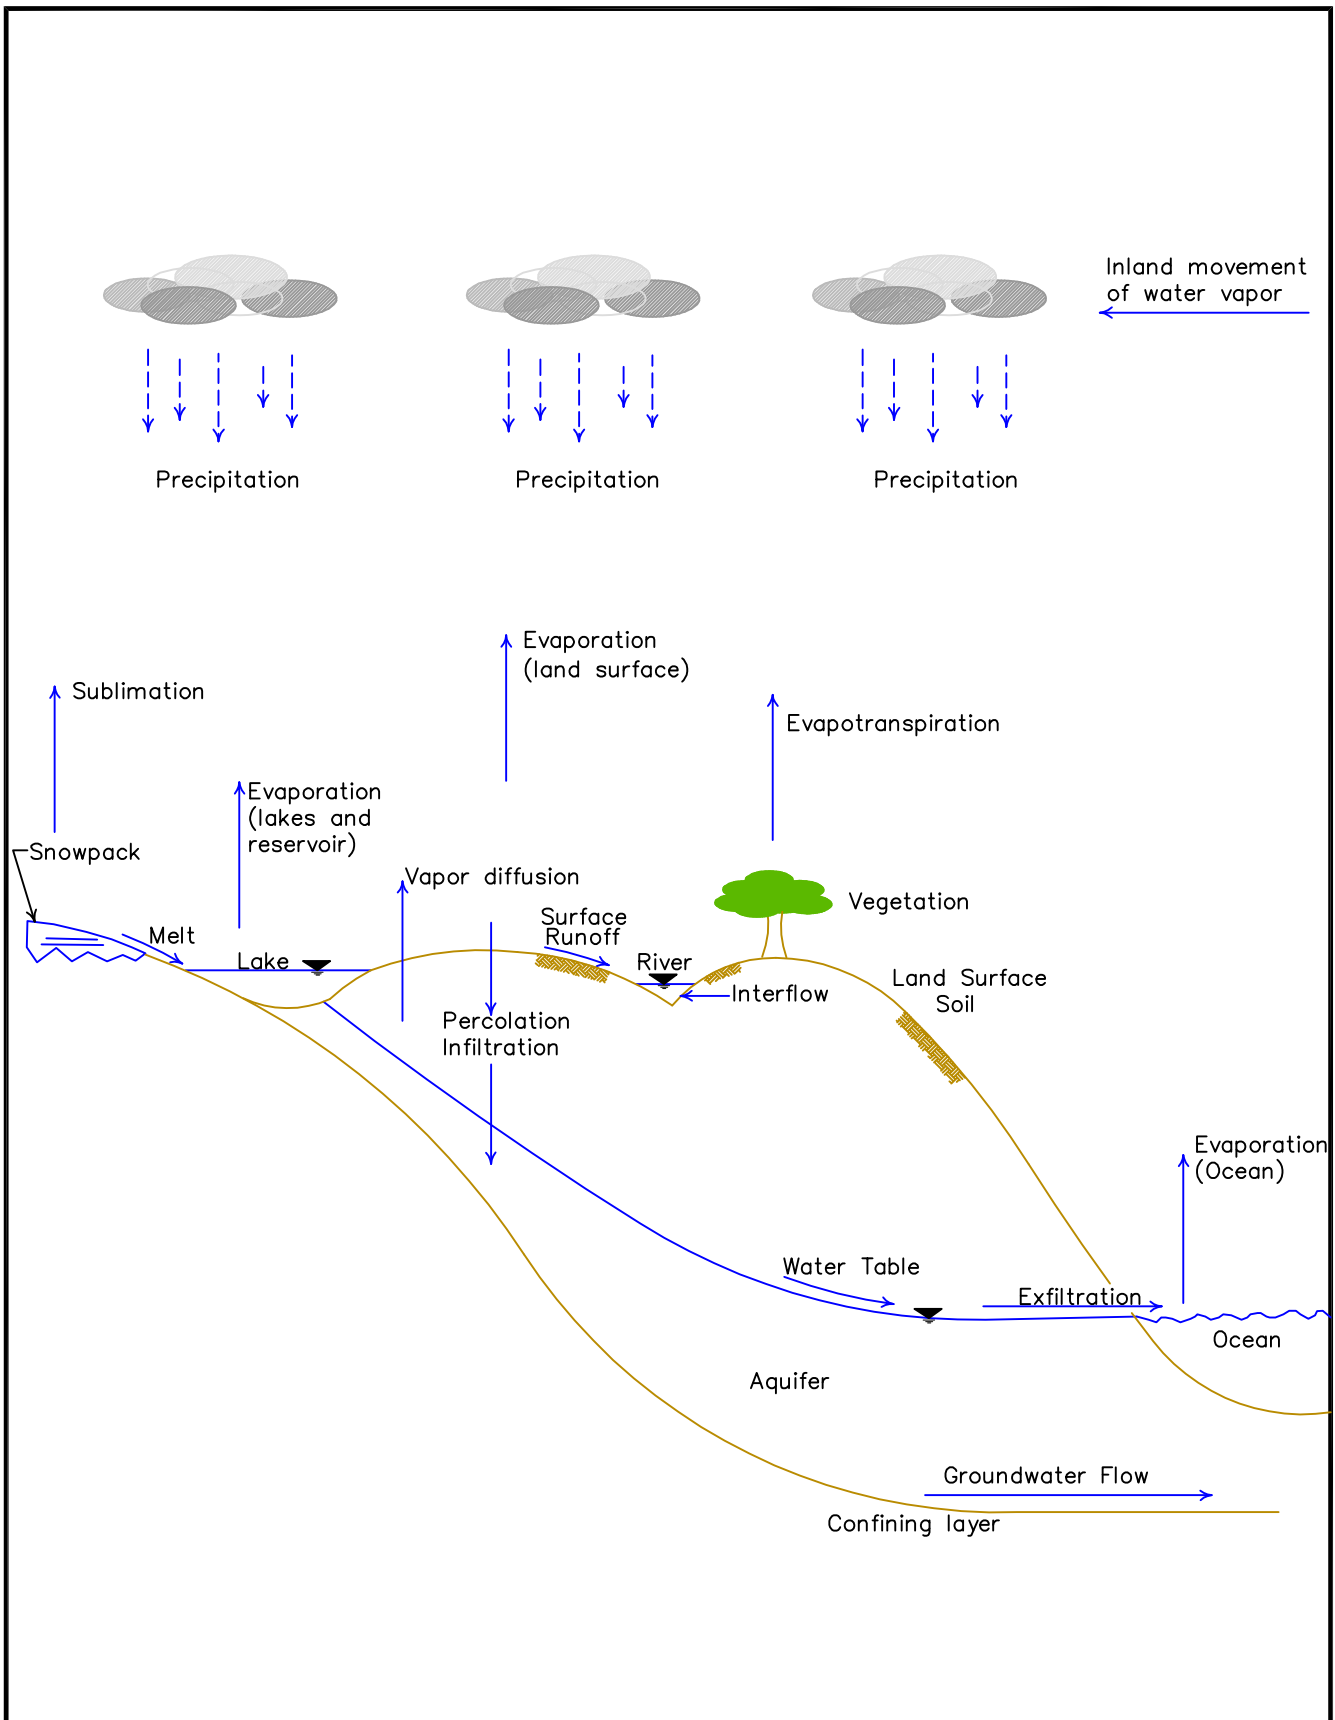 Inland movement
of water vapor
Precipitation
Precipitation
Precipitation
Evaporation
(land surface)
Sublimation
Evapotranspiration
Evaporation
(lakes and
reservoir)
Snowpack
Vapor diffusion
Vegetation
Surface
Runoff
Melt
Lake
River
Interflow
Land Surface
Soil
Percolation
Infiltration
Evaporation
(Ocean)
Water Table
Exfiltration
Ocean
Aquifer
Groundwater Flow
Confining layer